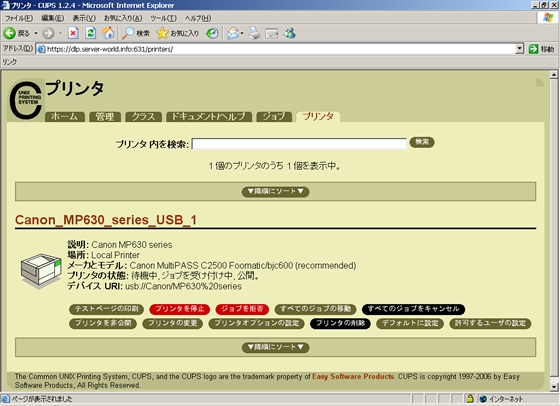 プリンタ - CUPS 1.2.4 - Microsoft Internet Explorer
ファイル(F) 編集(E) 表示(V) お気に入り(A) ツール(T) ヘルプ(H)
戻る 検索 お気に入り
アドレス(D) https://dlp.server-world.info:631/printers/ 移動
リンク
UNIX PRINTING SYSTEM
プリンタ
ホーム 管理 クラス ドキュメント/ヘルプ ジョブ プリンタ
プリンタ 内を検索: 検索
1 個のプリンタのうち 1 個を表示中。
▼降順にソート▼
Canon_MP630_series_USB_1
説明: Canon MP630 series
場所: Local Printer
メーカとモデル: Canon MultiPASS C2500 Foomatic/bjc600 (recommended)
プリンタの状態: 待機中, ジョブを受け付け中, 公開。
デバイス URI: usb://Canon/MP630%20series
テストページの印刷 プリンタを停止 ジョブを拒否 すべてのジョブの移動 すべてのジョブをキャンセル
プリンタを非公開 プリンタの変更 プリンタオプションの設定 プリンタの削除 デフォルトに設定 許可するユーザの設定
▼降順にソート▼
The Common UNIX Printing System, CUPS, and the CUPS logo are the trademark property of Easy Software Products. CUPS is copyright 1997-2006 by Easy
Software Products, All Rights Reserved.
ページが表示されました インターネット